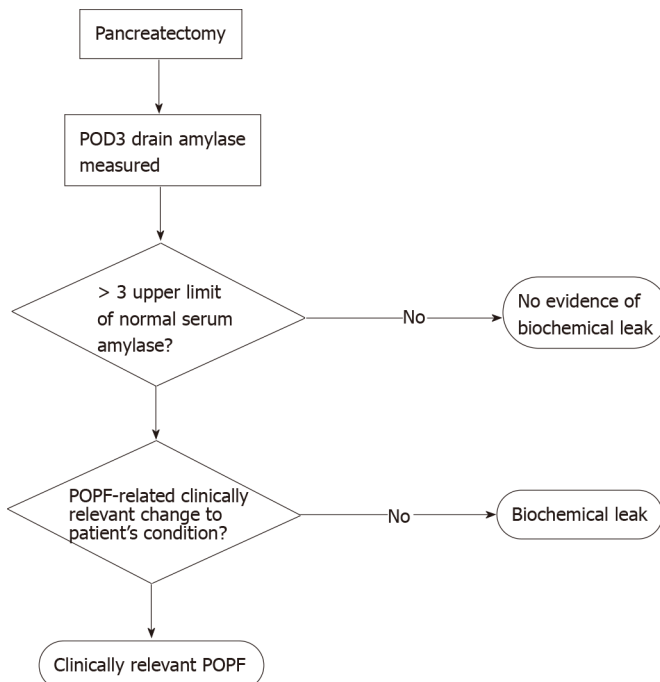 Pancreatectomy
POD3 drain amylase
measured
> 3 upper limit
of normal serum
amylase?
No
No evidence of
biochemical leak
POPF-related clinically
relevant change to
patient's condition?
No
Biochemical leak
Clinically relevant POPF